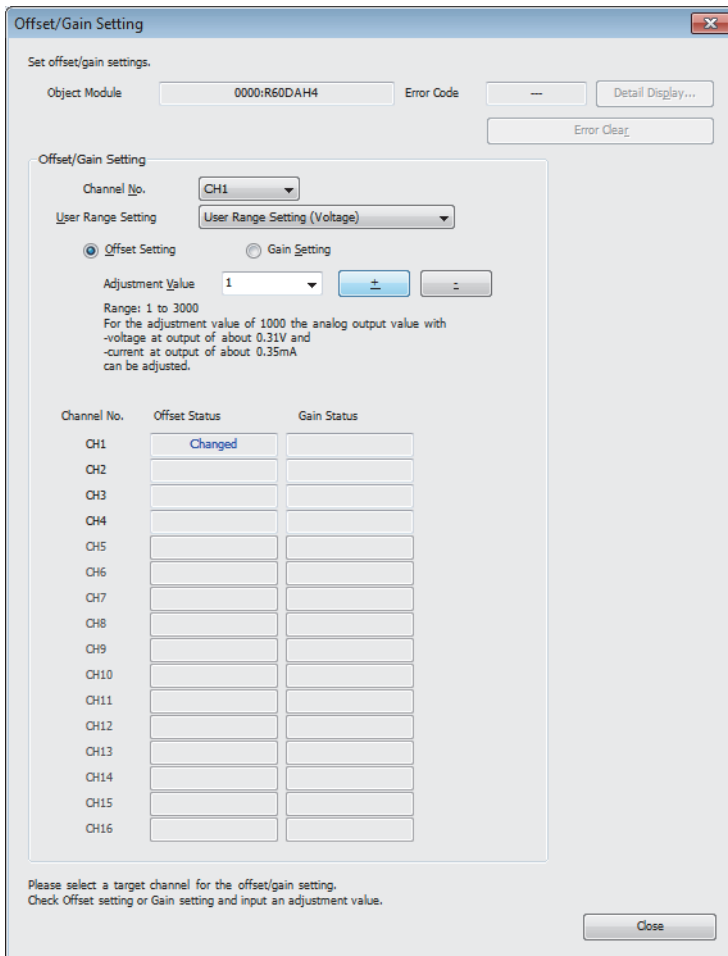 Offset/Gain Setting
Set offset/gain settings.
Object Module 0000:R60DAH4 Error Code --- Detail Display...
Error Clear
Offset/Gain Setting
Channel No. CH1
User Range Setting User Range Setting (Voltage)
Offset Setting Gain Setting
Adjustment Value 1 + -
Range: 1 to 3000
For the adjustment value of 1000 the analog output value with
-voltage at output of about 0.31V and
-current at output of about 0.35mA
can be adjusted.
Channel No. Offset Status Gain Status
CH1 Changed
CH2
CH3
CH4
CH5
CH6
CH7
CH8
CH9
CH10
CH11
CH12
CH13
CH14
CH15
CH16
Please select a target channel for the offset/gain setting.
Check Offset setting or Gain setting and input an adjustment value.
Close